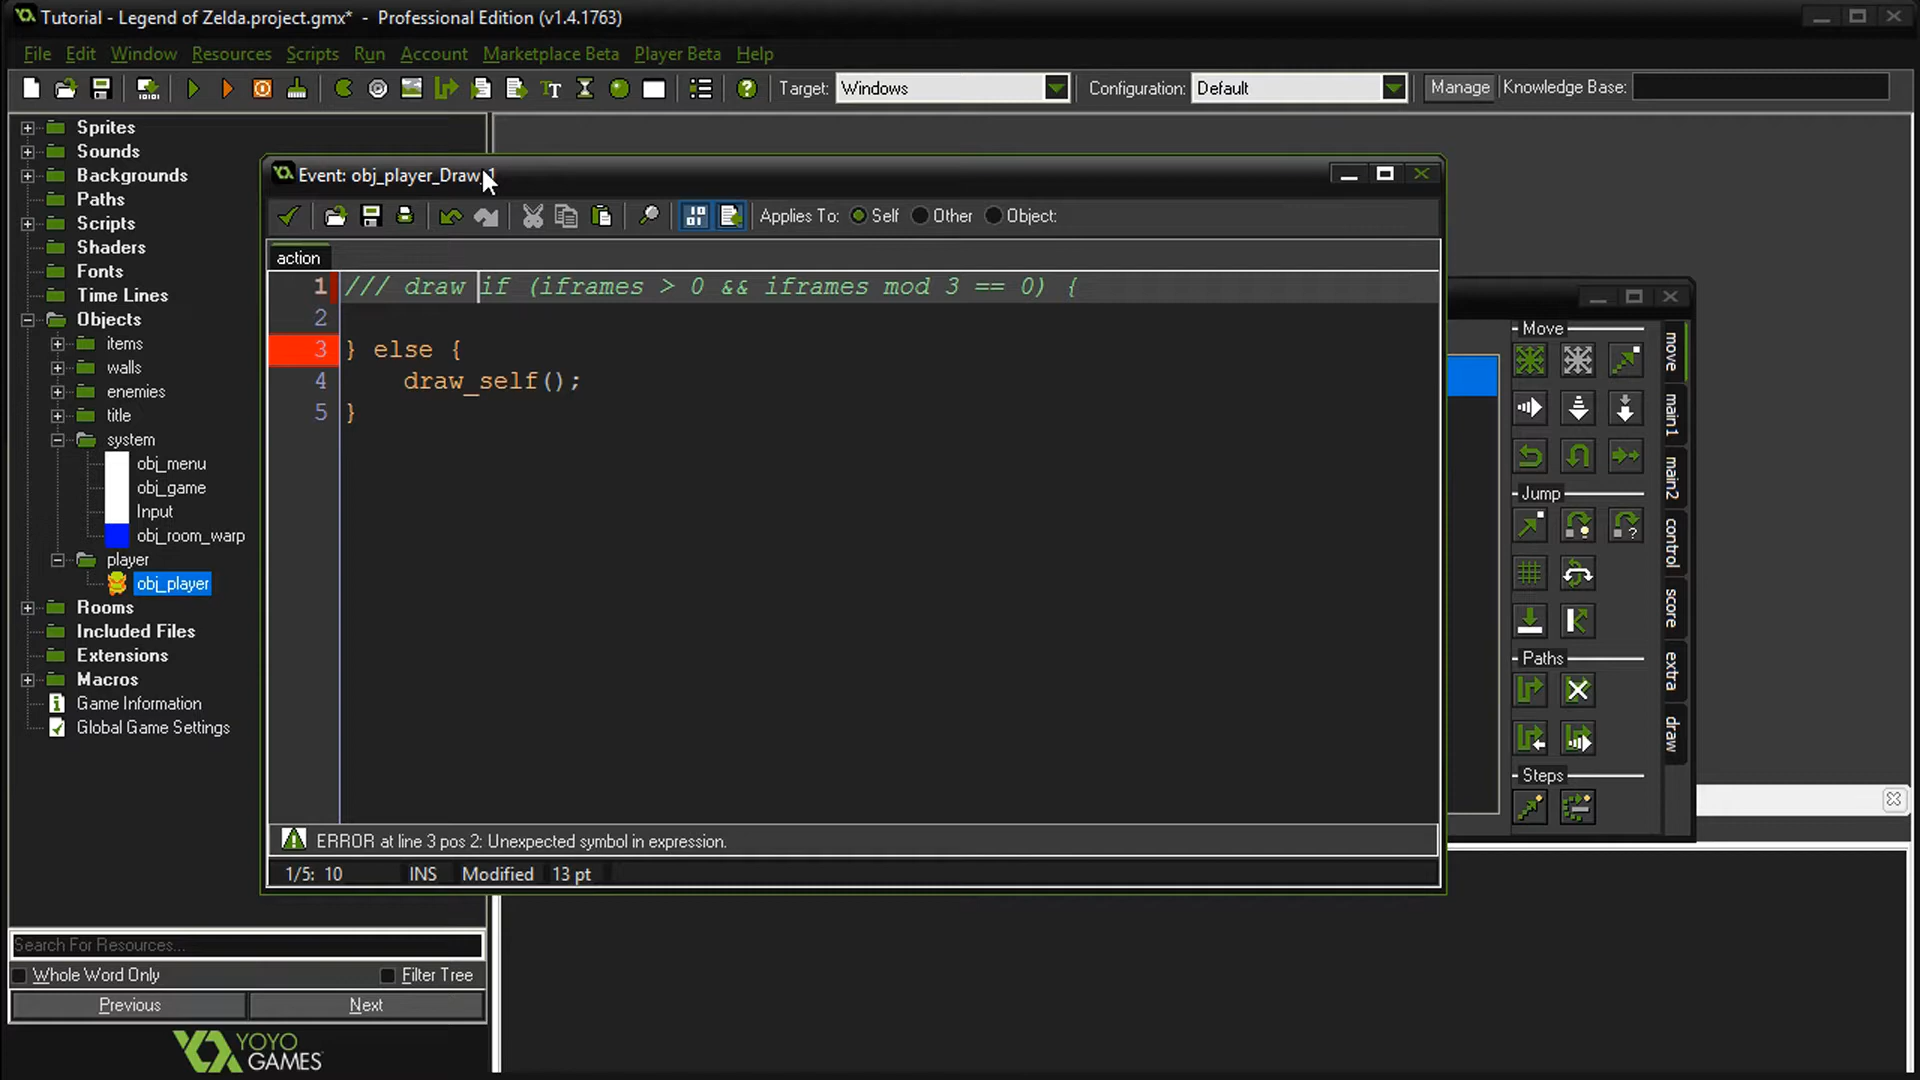 Tutorial - Legend of Zelda.project.gmx* - Professional Edition (v1.4.1763)
File Edit Window Resources Scripts Run Account Marketplace Beta Player Beta Help
Target: Windows Configuration: Default Manage Knowledge Base:
Sprites
Sounds
Backgrounds
Paths
Scripts
Shaders
Fonts
Time Lines
Objects
items
walls
enemies
title
system
obj_menu
obj_game
Input
obj_room_warp
player
obj_player
Rooms
Included Files
Extensions
Macros
Game Information
Global Game Settings
Search For Resources...
Whole Word Only Filter Tree
Previous Next
YOYO
GAMES
Event: obj_player_Draw_1
Applies To: Self Other Object:
action
1 /// draw if (iframes > 0 && iframes mod 3 == 0) {
2
3 } else {
4 draw_self();
5 }
ERROR at line 3 pos 2: Unexpected symbol in expression.
1/5: 10 INS Modified 13 pt
Move
Jump
Paths
Steps
move
main1
main2
control
score
extra
draw